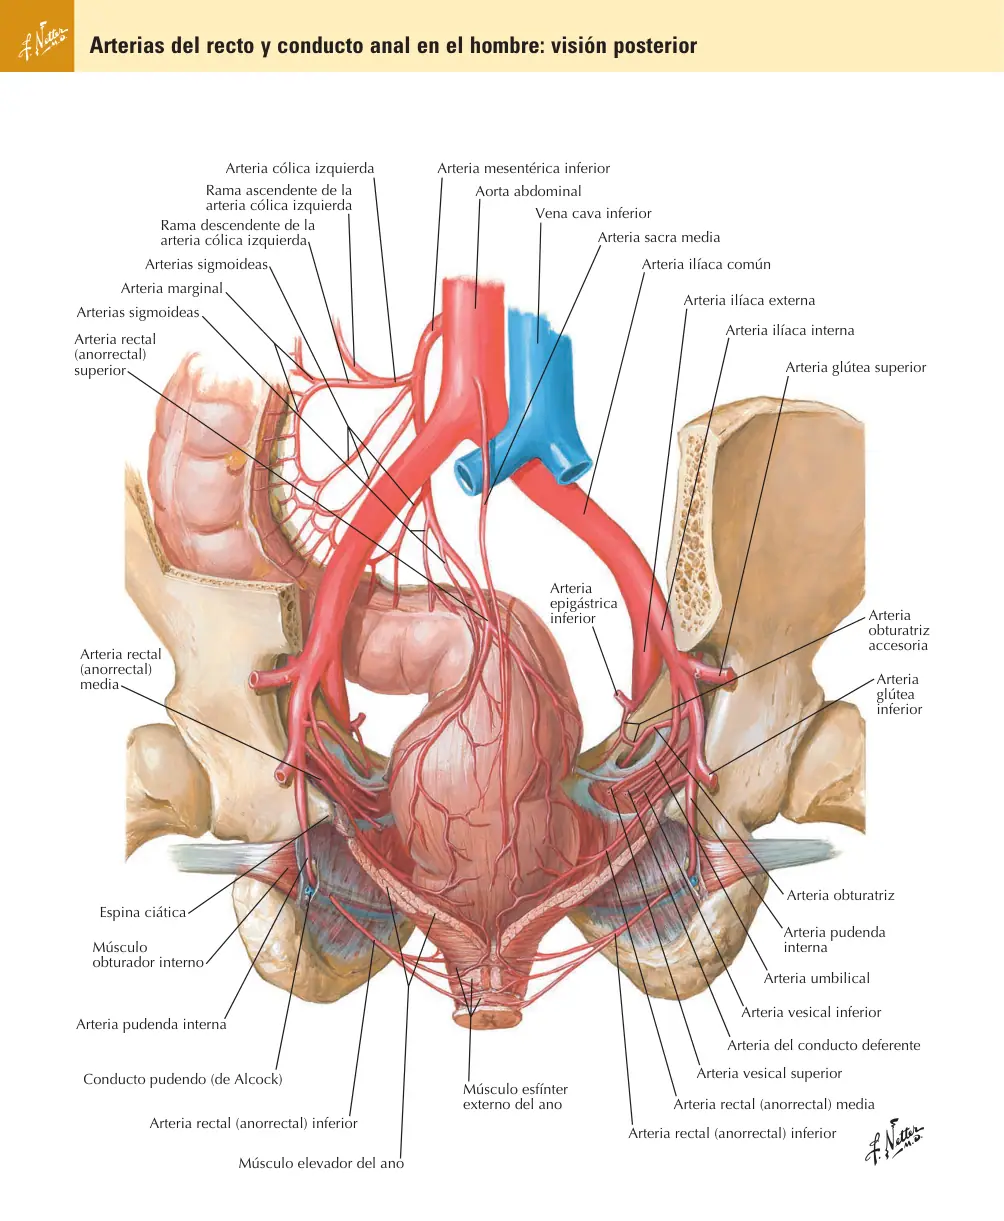 F. Netter M.D.
Arterias del recto y conducto anal en el hombre: visión posterior
Arteria cólica izquierda
Arteria mesentérica inferior
Rama ascendente de la
arteria cólica izquierda
Aorta abdominal
Vena cava inferior
Rama descendente de la
arteria cólica izquierda
Arteria sacra media
Arterias sigmoideas
Arteria ilíaca común
Arteria marginal
Arteria ilíaca externa
Arterias sigmoideas
Arteria ilíaca interna
Arteria rectal
(anorrectal)
superior
Arteria glútea superior
Arteria
epigástrica
inferior
Arteria
obturatriz
accesoria
Arteria rectal
(anorrectal)
media
Arteria
glútea
inferior
Arteria obturatriz
Espina ciática
Arteria pudenda
interna
Músculo
obturador interno
Arteria umbilical
Arteria vesical inferior
Arteria pudenda interna
Arteria del conducto deferente
Conducto pudendo (de Alcock)
Arteria vesical superior
Músculo esfínter
externo del ano
Arteria rectal (anorrectal) media
Arteria rectal (anorrectal) inferior
Arteria rectal (anorrectal) inferior
Músculo elevador del ano
F. Netter M.D.